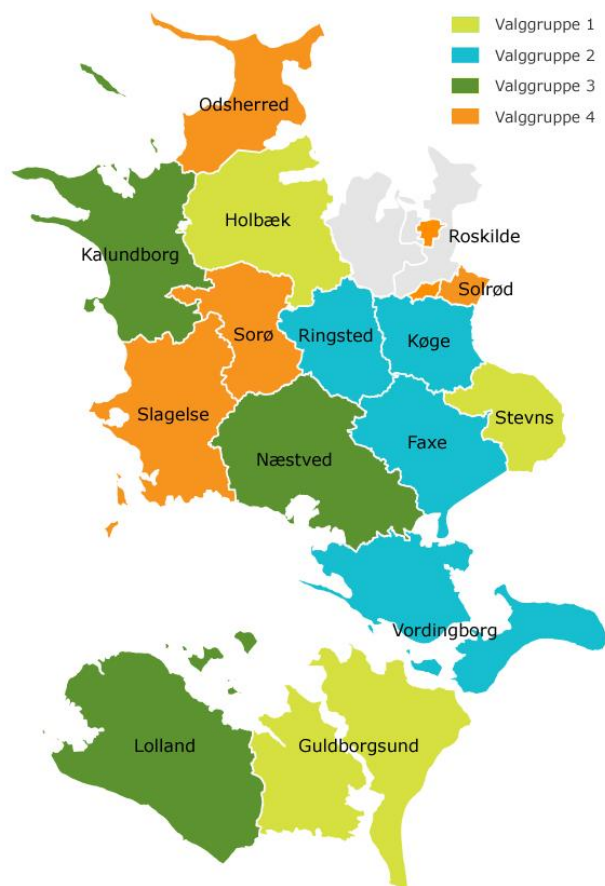 Valggruppe 1
Valggruppe 2
Valggruppe 3
Valggruppe 4
Odsherred
Holbæk
Roskilde
Kalundborg
Solrød
Sorø
Ringsted
Køge
Slagelse
Stevns
Faxe
Næstved
Vordingborg
Lolland
Guldborgsund